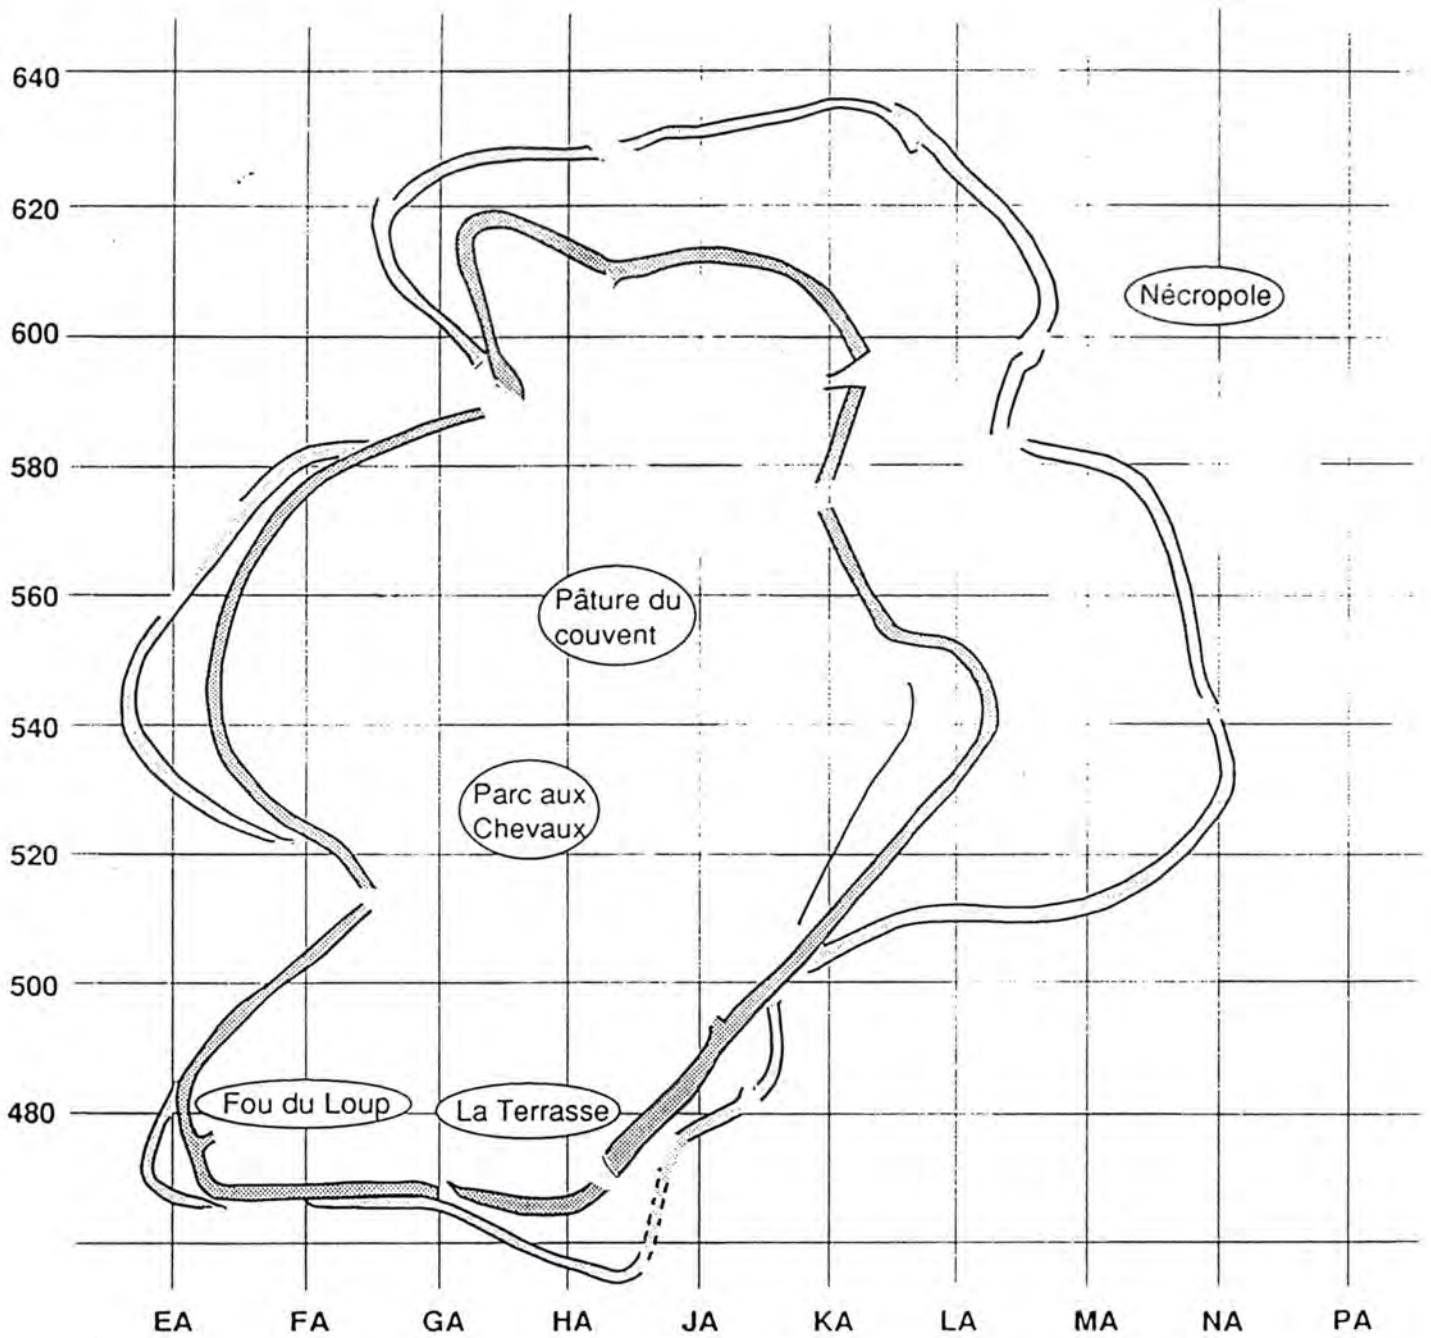 640
620
600
Nécropole
580
560
Pâture du
couvent
540
Parc aux
Chevaux
520
500
480
Fou du Loup
La Terrasse
EA FA GA HA JA KA LA MA NA PA